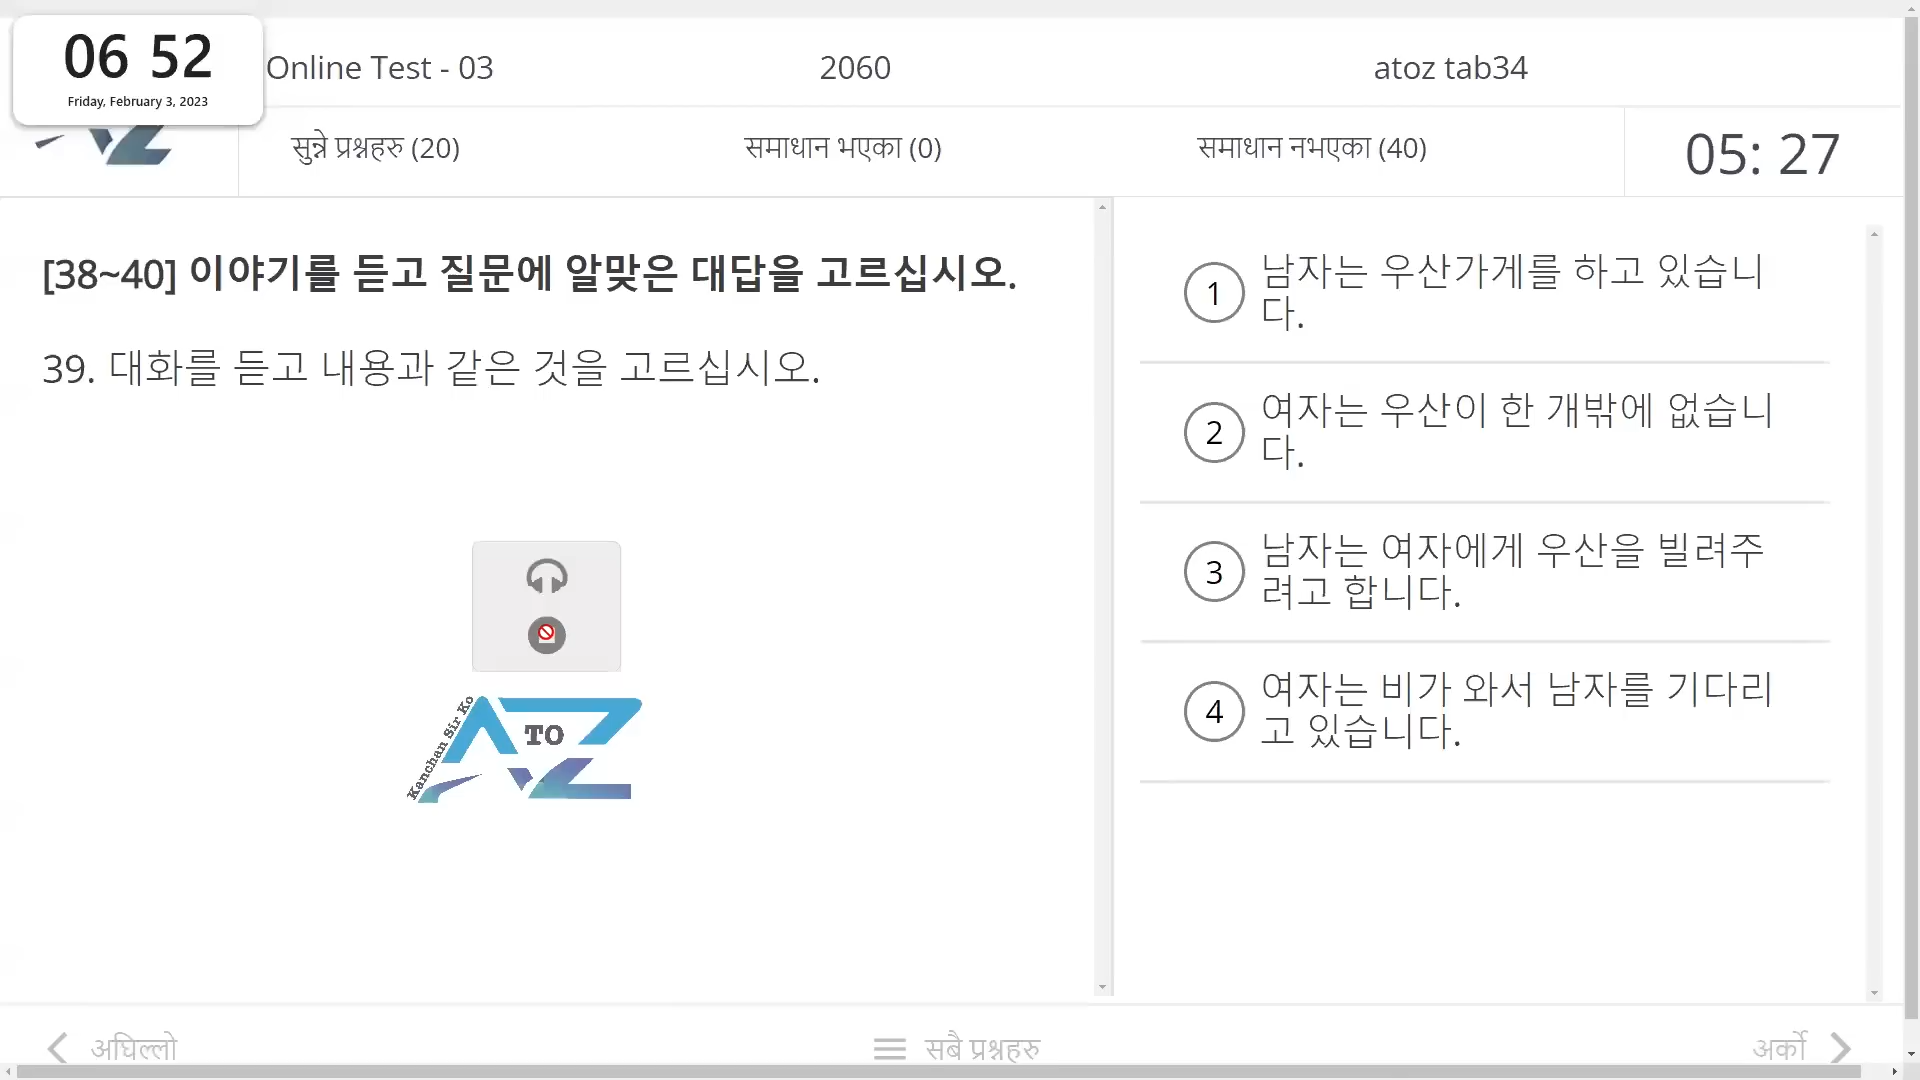 06 52
Friday, February 3, 2023
Online Test - 03
2060
atoz tab34
सुन्ने प्रश्नहरु (20)
समाधान भएका (0)
समाधान नभएका (40)
05: 27
[38~40] 이야기를 듣고 질문에 알맞은 대답을 고르십시오.
39. 대화를 듣고 내용과 같은 것을 고르십시오.
Kanchan Sir Ko
A TO Z
1 남자는 우산가게를 하고 있습니
다.
2 여자는 우산이 한 개밖에 없습니
다.
3 남자는 여자에게 우산을 빌려주
려고 합니다.
4 여자는 비가 와서 남자를 기다리
고 있습니다.
अघिल्लो
सबै प्रश्नहरु
अर्को